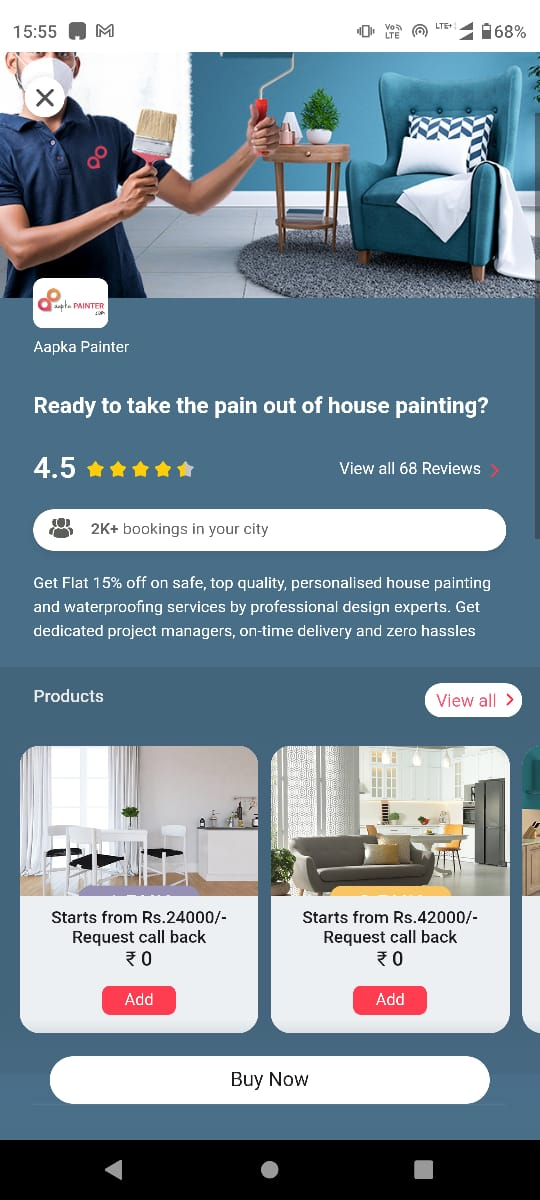 15:55
Vo)) LTE
LTE+
68%
aapka PAINTER
.com
Aapka Painter
Ready to take the pain out of house painting?
4.5
View all 68 Reviews
2K+ bookings in your city
Get Flat 15% off on safe, top quality, personalised house painting
and waterproofing services by professional design experts. Get
dedicated project managers, on-time delivery and zero hassles
Products
View all
Starts from Rs.24000/-
Request call back
₹ 0
Add
Starts from Rs.42000/-
Request call back
₹ 0
Add
Buy Now